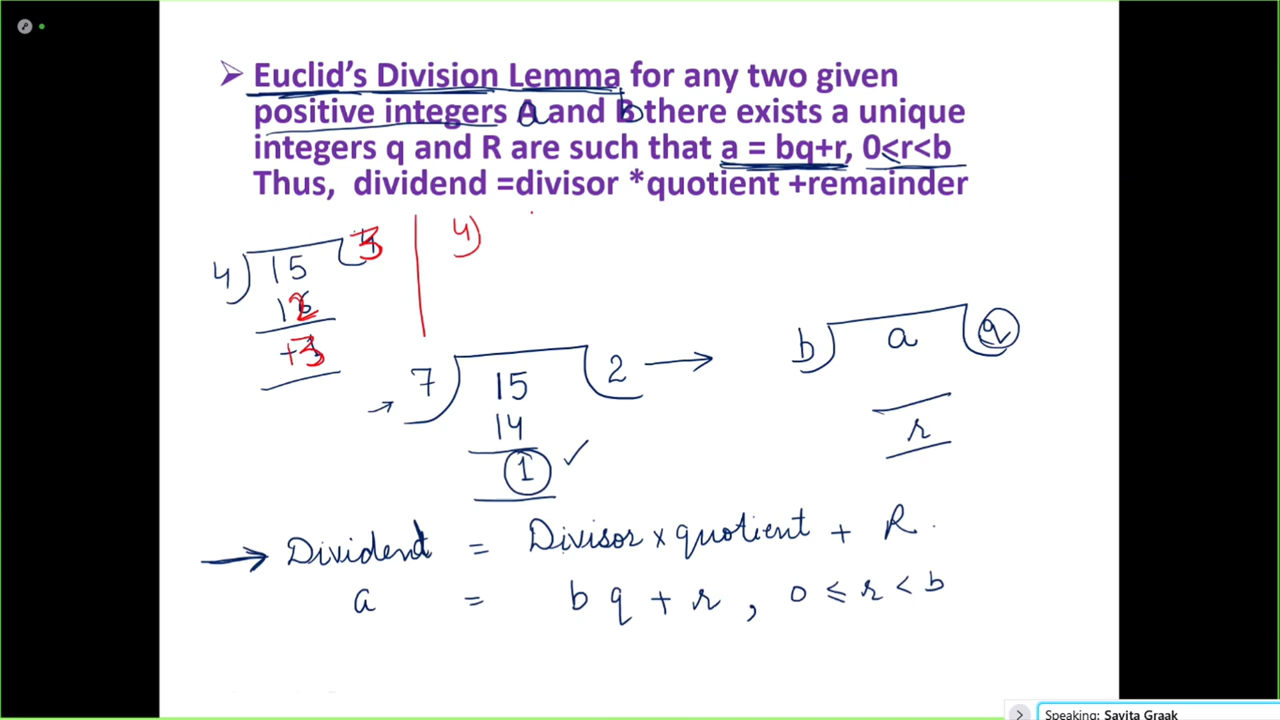 ➢ Euclid's Division Lemma for any two given
positive integers a and b there exists a unique
integers q and R are such that a = bq+r, 0≤r<b
Thus, dividend =divisor *quotient +remainder
4) 15 3
12
+3
4)
7) 15 2 →
14
1 ✓
b) a q
r
→ Divident = Divisor × quotient + R.
a = bq + r, 0 ≤ r < b
Speaking: Savita Graak